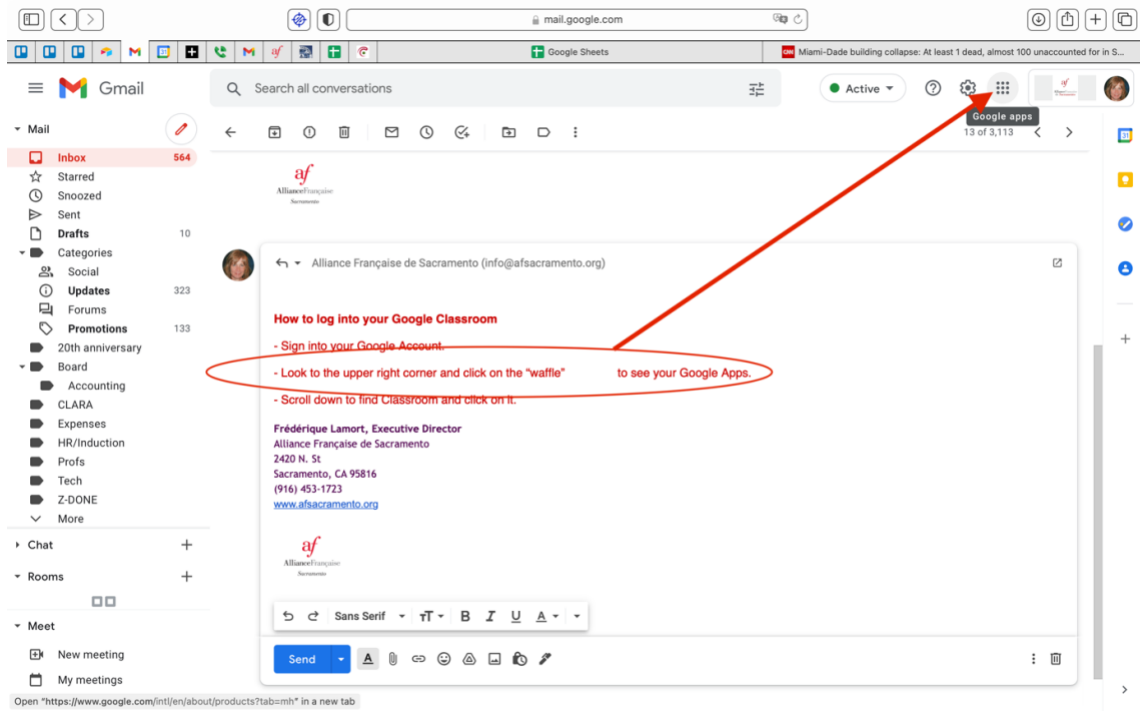 mail.google.com
Google Sheets
CNN Miami-Dade building collapse: At least 1 dead, almost 100 unaccounted for in S...
Gmail
Search all conversations
Active
Google apps
13 of 3,113
Mail
Inbox 564
Starred
Snoozed
Sent
Drafts 10
Categories
Social
Updates 323
Forums
Promotions 133
20th anniversary
Board
Accounting
CLARA
Expenses
HR/Induction
Profs
Tech
Z-DONE
More
Chat
Rooms
Meet
New meeting
My meetings
af
AllianceFrançaise
Sacramento
Alliance Française de Sacramento (info@afsacramento.org)
How to log into your Google Classroom
- Sign into your Google Account.
- Look to the upper right corner and click on the “waffle” to see your Google Apps.
- Scroll down to find Classroom and click on it.
Frédérique Lamort, Executive Director
Alliance Française de Sacramento
2420 N. St
Sacramento, CA 95816
(916) 453-1723
www.afsacramento.org
af
AllianceFrançaise
Sacramento
Sans Serif
B I U A
Send
Open “https://www.google.com/intl/en/about/products?tab=mh” in a new tab